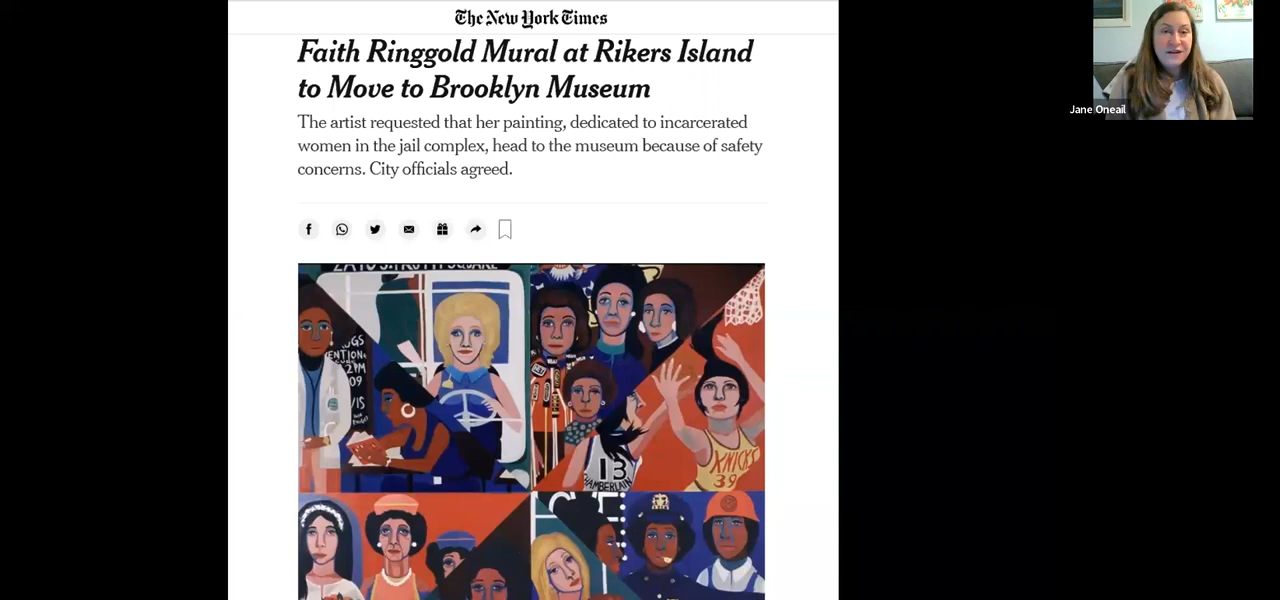 The New York Times
Faith Ringgold Mural at Rikers Island
to Move to Brooklyn Museum
The artist requested that her painting, dedicated to incarcerated
women in the jail complex, head to the museum because of safety
concerns. City officials agreed.
Jane Oneail
2PM
09
13
CHAMBERLAIN
KNICKS
39